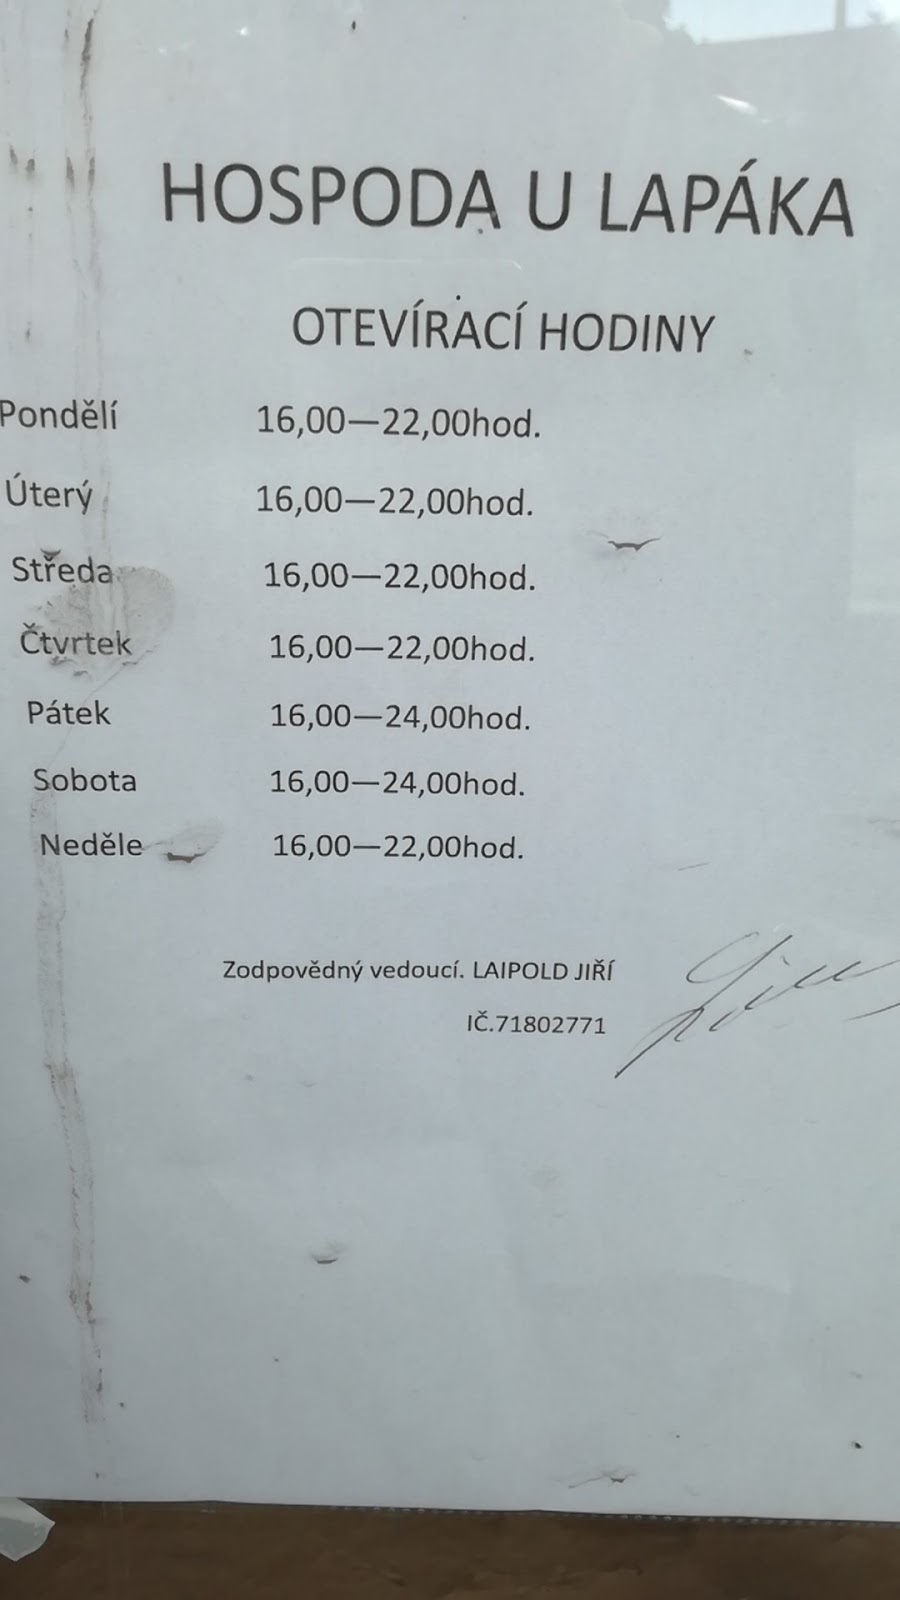 HOSPODA U LAPÁKA
OTEVÍRACÍ HODINY
Pondělí 16,00—22,00hod.
Úterý 16,00—22,00hod.
Středa 16,00—22,00hod.
Čtvrtek 16,00—22,00hod.
Pátek 16,00—24,00hod.
Sobota 16,00—24,00hod.
Neděle 16,00—22,00hod.
Zodpovědný vedoucí. LAIPOLD JIŘÍ
IČ.71802771